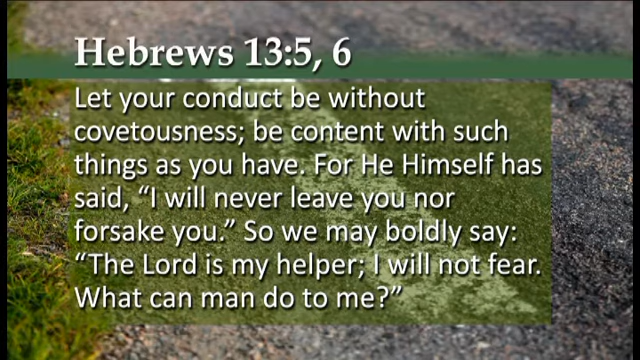 Hebrews 13:5, 6
Let your conduct be without
covetousness; be content with such
things as you have. For He Himself has
said, “I will never leave you nor
forsake you.” So we may boldly say:
“The Lord is my helper; I will not fear.
What can man do to me?”